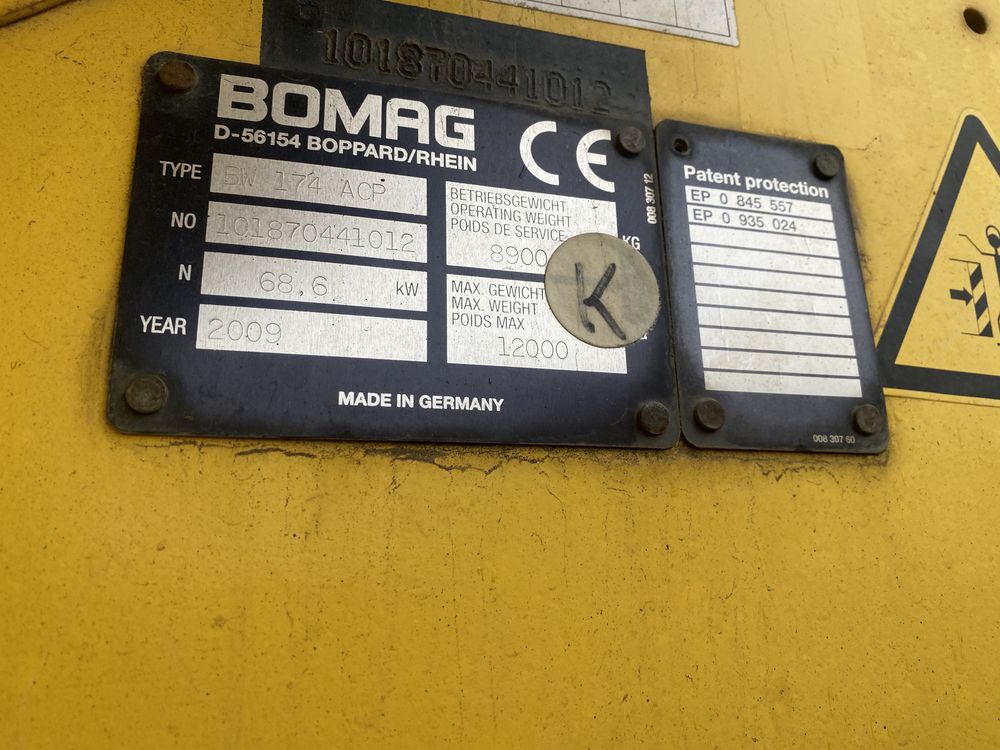 101870441012
BOMAG
D-56154 BOPPARD/RHEIN
CE
TYPE BW 174 ACP
NO 101870441012
N 68,6 kW
YEAR 2009
BETRIEBSGEWICHT
OPERATING WEIGHT
POIDS DE SERVICE
8900 KG
MAX. GEWICHT
MAX. WEIGHT
POIDS MAX
12000
K
008 307 12
MADE IN GERMANY
Patent protection
EP 0 845 557
EP 0 935 024
008 307 60